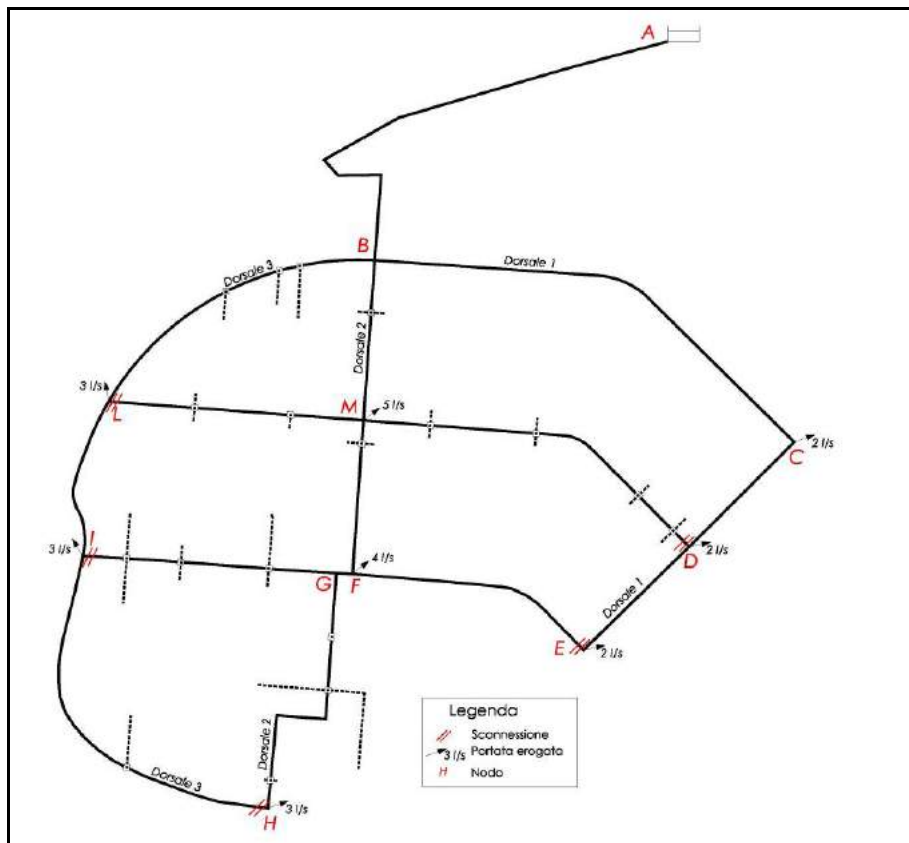 A
B
Dorsale 3
Dorsale 1
Dorsale 2
3 l/s
L
M
5 l/s
2 l/s
C
I
3 l/s
4 l/s
G F
2 l/s
D
Dorsale 1
E
2 l/s
Legenda
Sconnessione
3 l/s Portata erogata
H Nodo
Dorsale 2
Dorsale 3
3 l/s
H